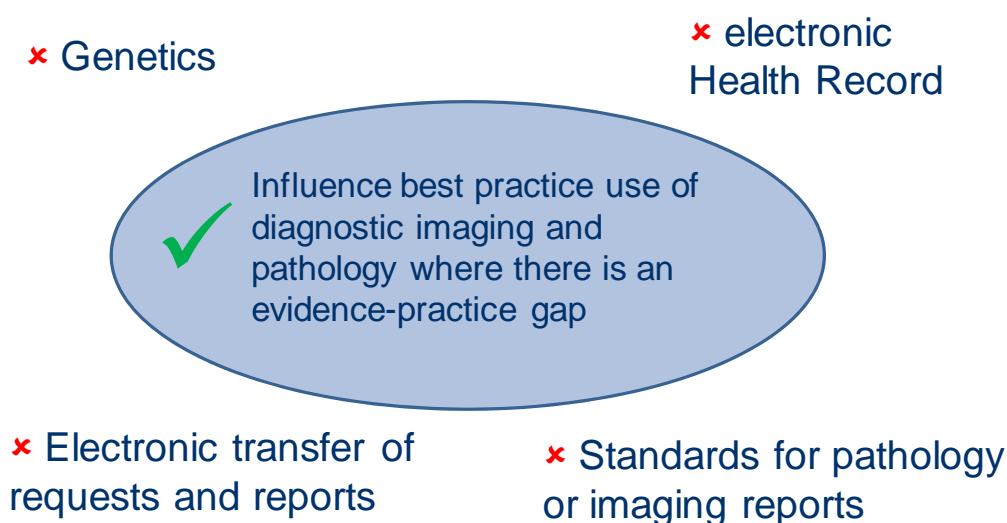 × Genetics
× electronic
Health Record
Influence best practice use of
diagnostic imaging and
pathology where there is an
evidence-practice gap
× Electronic transfer of
requests and reports
× Standards for pathology
or imaging reports